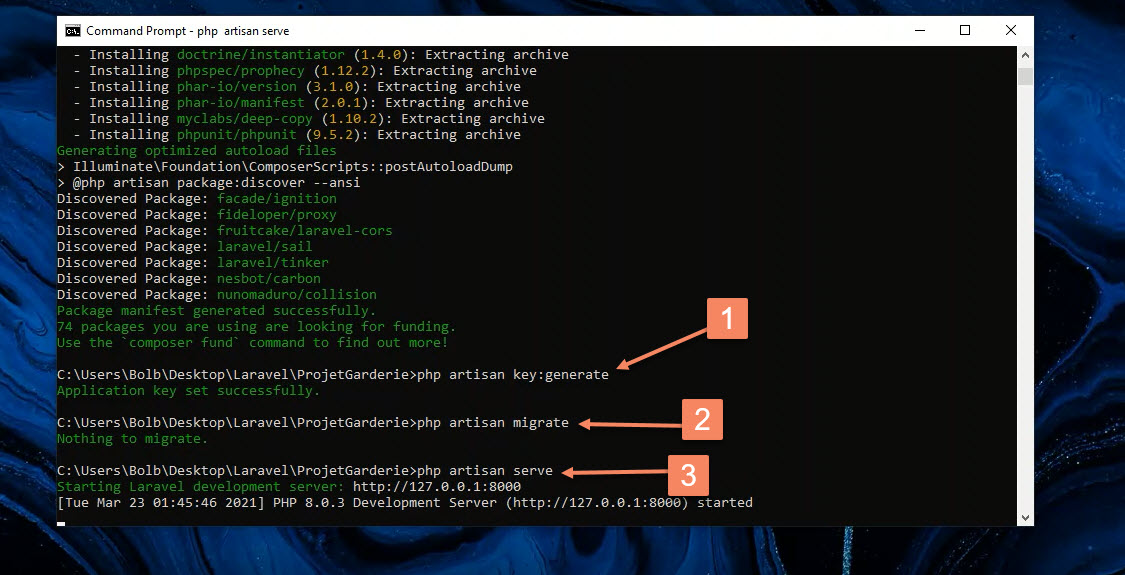 Command Prompt - php  artisan serve
- Installing doctrine/instantiator (1.4.0): Extracting archive
- Installing phpspec/prophecy (1.12.2): Extracting archive
- Installing phar-io/version (3.1.0): Extracting archive
- Installing phar-io/manifest (2.0.1): Extracting archive
- Installing myclabs/deep-copy (1.10.2): Extracting archive
- Installing phpunit/phpunit (9.5.2): Extracting archive
Generating optimized autoload files
> Illuminate\Foundation\ComposerScripts::postAutoloadDump
> @php artisan package:discover --ansi
Discovered Package: facade/ignition
Discovered Package: fideloper/proxy
Discovered Package: fruitcake/laravel-cors
Discovered Package: laravel/sail
Discovered Package: laravel/tinker
Discovered Package: nesbot/carbon
Discovered Package: nunomaduro/collision
Package manifest generated successfully.
74 packages you are using are looking for funding.
Use the `composer fund` command to find out more!
C:\Users\Bolb\Desktop\Laravel\ProjetGarderie>php artisan key:generate
1
Application key set successfully.
C:\Users\Bolb\Desktop\Laravel\ProjetGarderie>php artisan migrate
2
Nothing to migrate.
C:\Users\Bolb\Desktop\Laravel\ProjetGarderie>php artisan serve
3
Starting Laravel development server: http://127.0.0.1:8000
[Tue Mar 23 01:45:46 2021] PHP 8.0.3 Development Server (http://127.0.0.1:8000) started